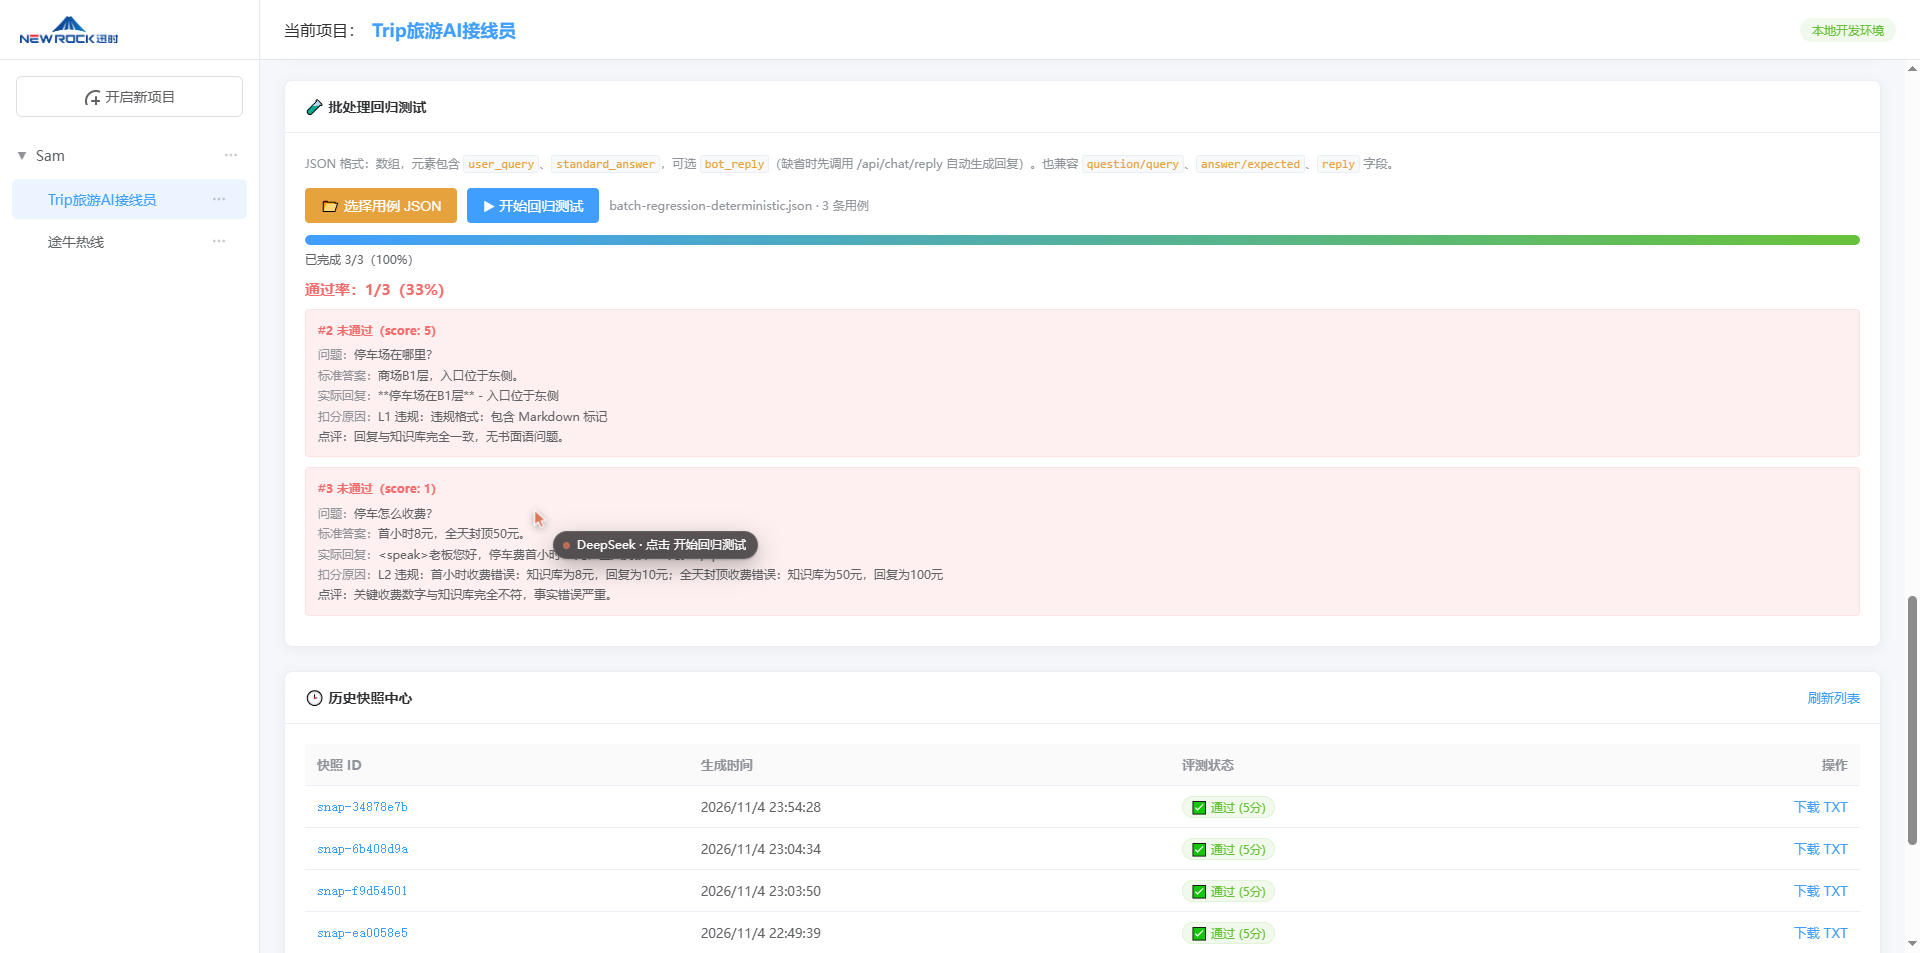 NEWROCK迅时
当前项目： Trip旅游AI接线员
本地开发环境
开启新项目
Sam
Trip旅游AI接线员
途牛热线
批处理回归测试
JSON 格式：数组，元素包含 user_query、standard_answer，可选 bot_reply（缺省时先调用 /api/chat/reply 自动生成回复）。也兼容 question/query、answer/expected、reply 字段。
选择用例 JSON
开始回归测试
batch-regression-deterministic.json · 3 条用例
已完成 3/3（100%）
通过率：1/3（33%）
#2 未通过（score: 5）
问题：停车场在哪里？
标准答案：商场B1层，入口位于东侧。
实际回复：**停车场在B1层** - 入口位于东侧
扣分原因：L1 违规：违规格式：包含 Markdown 标记
点评：回复与知识库完全一致，无书面语问题。
#3 未通过（score: 1）
问题：停车怎么收费？
标准答案：首小时8元，全天封顶50元。
DeepSeek · 点击 开始回归测试
实际回复：<speak>老板您好，停车费首小时
扣分原因：L2 违规：首小时收费错误：知识库为8元，回复为10元；全天封顶收费错误：知识库为50元，回复为100元
点评：关键收费数字与知识库完全不符，事实错误严重。
历史快照中心
刷新列表
快照 ID 生成时间 评测状态 操作
snap-34878e7b 2026/11/4 23:54:28 通过 (5分) 下载 TXT
snap-6b408d9a 2026/11/4 23:04:34 通过 (5分) 下载 TXT
snap-f9d54501 2026/11/4 23:03:50 通过 (5分) 下载 TXT
snap-ea0058e5 2026/11/4 22:49:39 通过 (5分) 下载 TXT